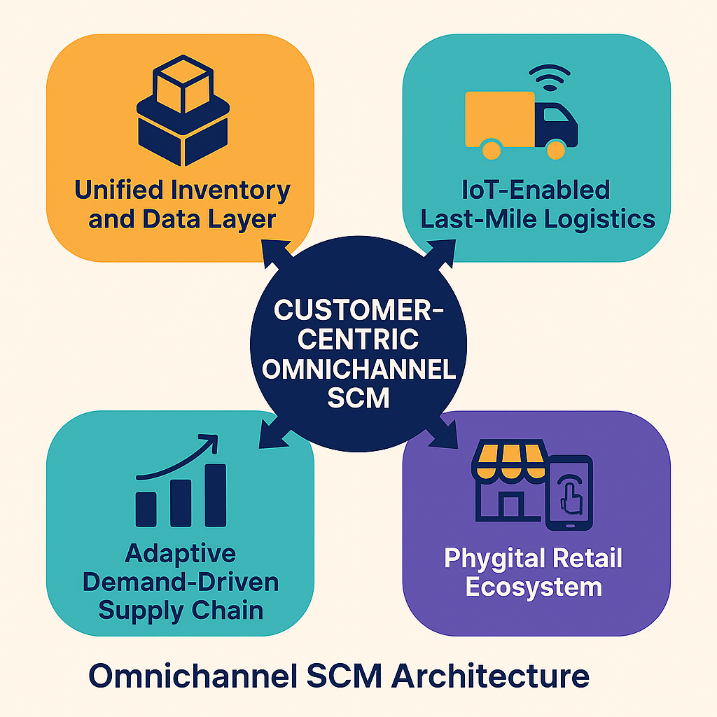 Unified Inventory
and Data Layer
IoT-Enabled
Last-Mile Logistics
CUSTOMER-
CENTRIC
OMNICHANNEL
SCM
Adaptive
Demand-Driven
Supply Chain
Phygital Retail
Ecosystem
Omnichannel SCM Architecture